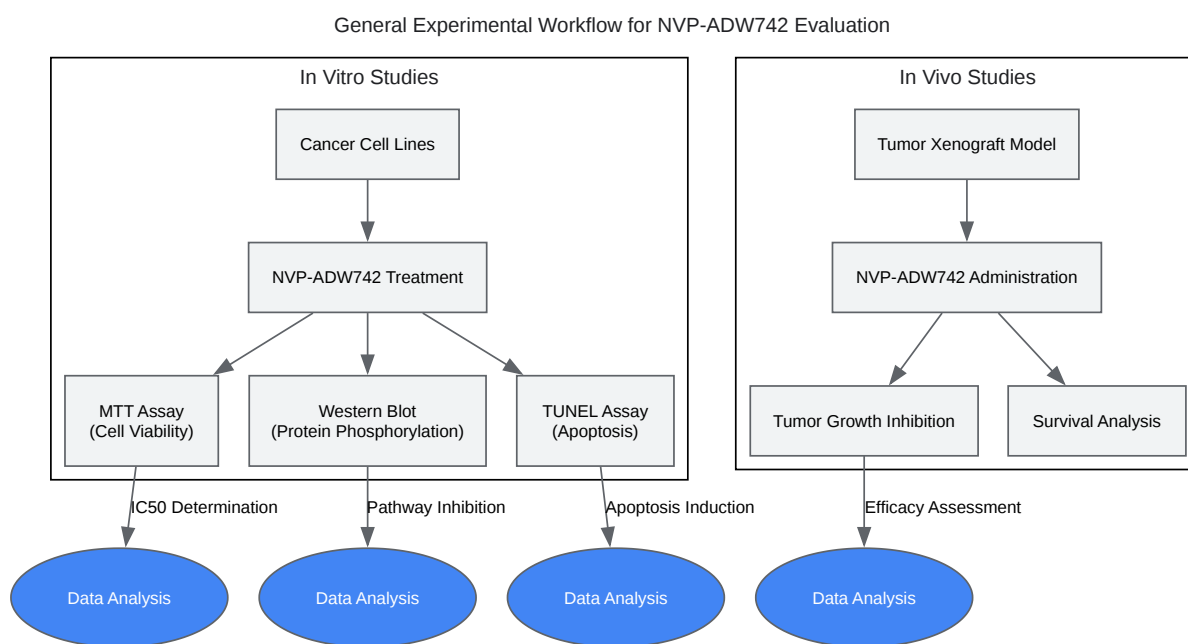 General Experimental Workflow for NVP-ADW742 Evaluation
In Vitro Studies
Cancer Cell Lines
NVP-ADW742 Treatment
MTT Assay
(Cell Viability)
Western Blot
(Protein Phosphorylation)
TUNEL Assay
(Apoptosis)
IC50 Determination
Pathway Inhibition
Apoptosis Induction
Data Analysis
Data Analysis
Data Analysis
In Vivo Studies
Tumor Xenograft Model
NVP-ADW742 Administration
Tumor Growth Inhibition
Survival Analysis
Efficacy Assessment
Data Analysis